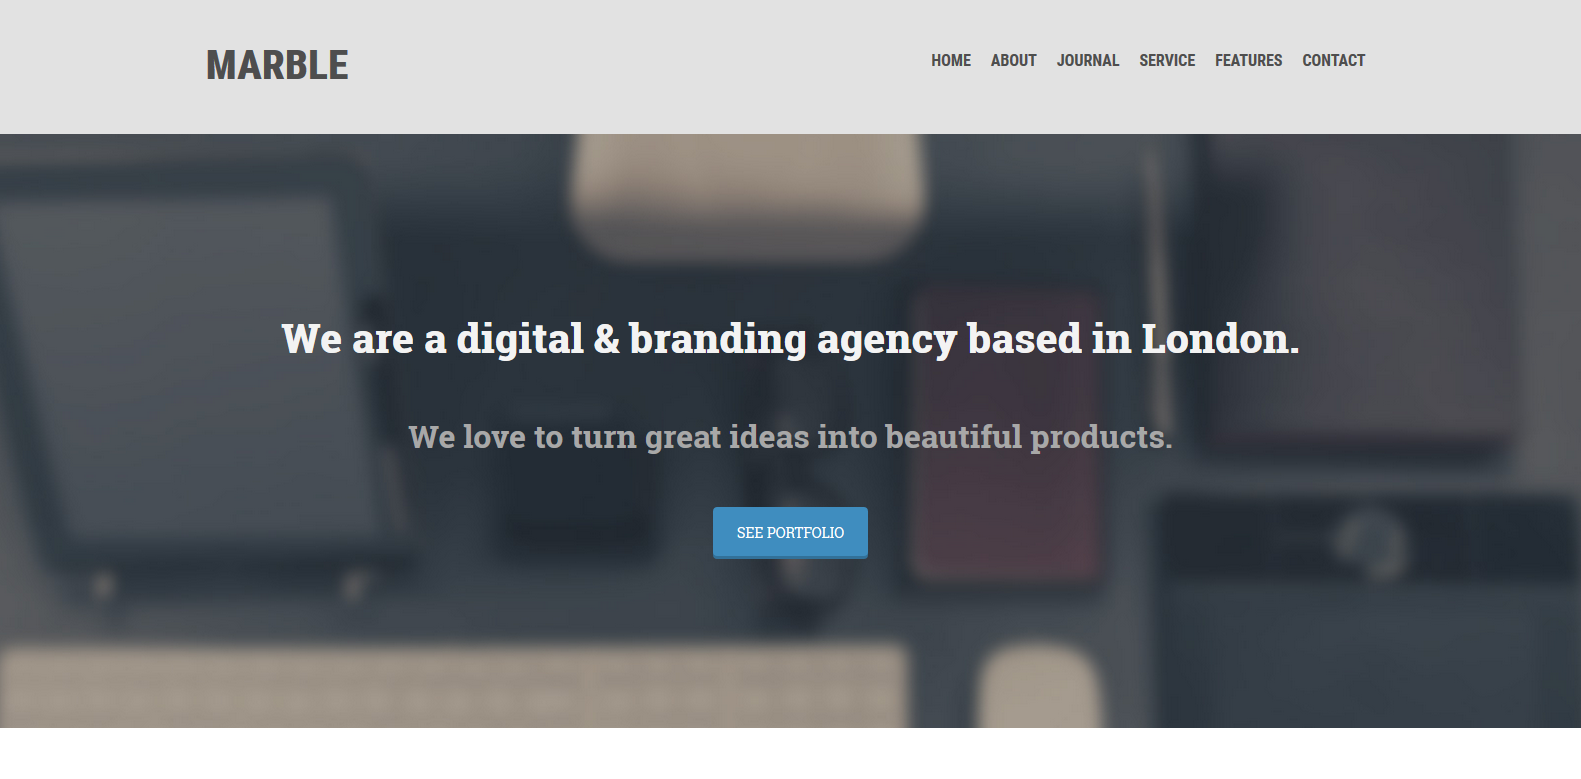 MARBLE
HOME ABOUT JOURNAL SERVICE FEATURES CONTACT
We are a digital & branding agency based in London.
We love to turn great ideas into beautiful products.
SEE PORTFOLIO